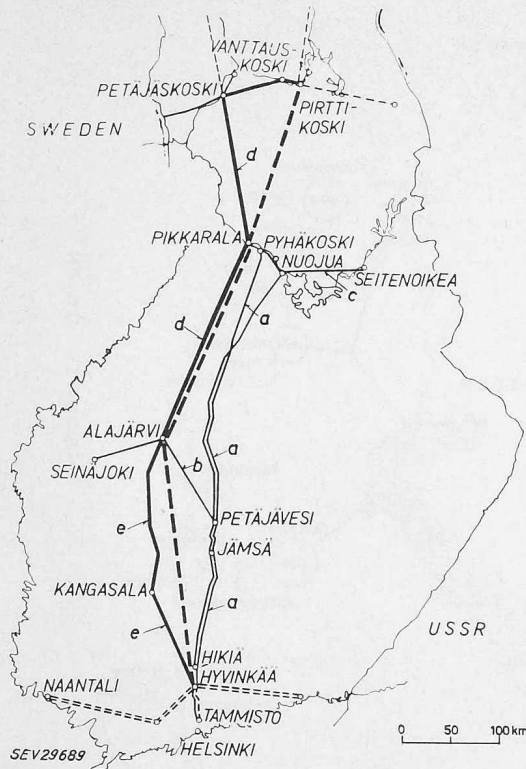 VANTTAUS-
KOSKI
PETÄJÄSKOSKI
PIRTTI-
KOSKI
SWEDEN
d
PIKKARALA
PYHÄKOSKI
NUOJUA
SEITENOIKEA
c
a
d
ALAJÄRVI
a
SEINÄJOKI
b
e
PETÄJÄVESI
JÄMSÄ
KANGASALA
a
e
USSR
HIKIÄ
HYVINKÄÄ
NAANTALI
TAMMISTO
HELSINKI
0 50 100 km
SEV29689